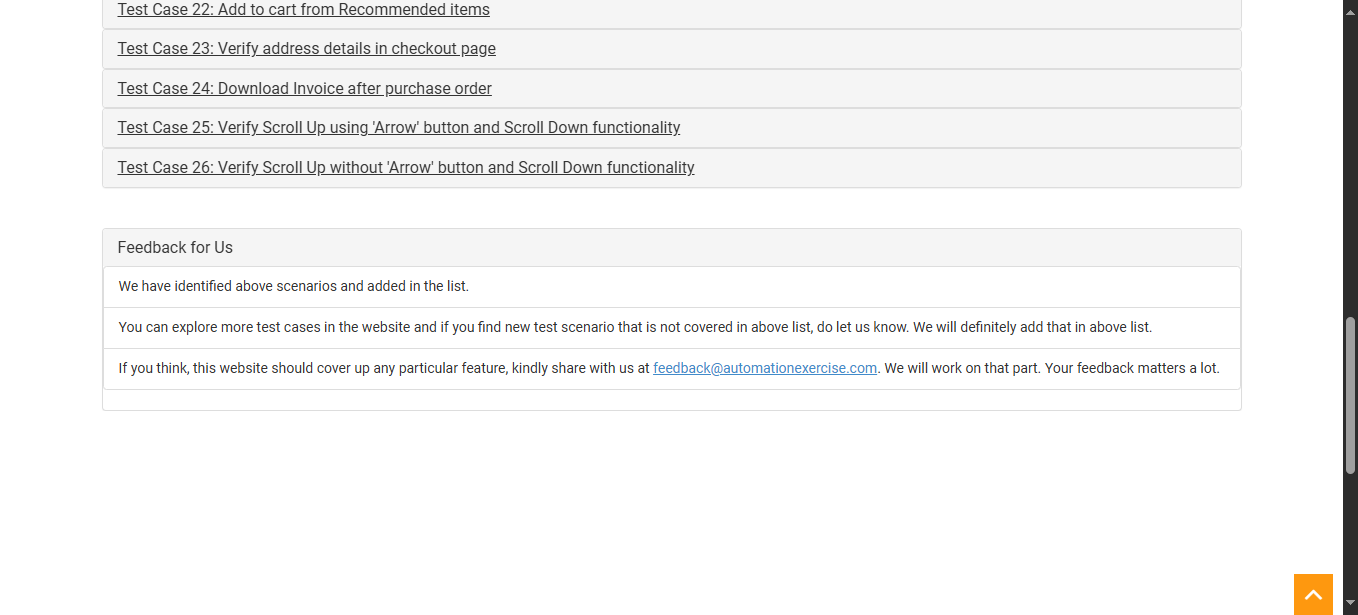 Test Case 22: Add to cart from Recommended items
Test Case 23: Verify address details in checkout page
Test Case 24: Download Invoice after purchase order
Test Case 25: Verify Scroll Up using 'Arrow' button and Scroll Down functionality
Test Case 26: Verify Scroll Up without 'Arrow' button and Scroll Down functionality
Feedback for Us
We have identified above scenarios and added in the list.
You can explore more test cases in the website and if you find new test scenario that is not covered in above list, do let us know. We will definitely add that in above list.
If you think, this website should cover up any particular feature, kindly share with us at feedback@automationexercise.com. We will work on that part. Your feedback matters a lot.